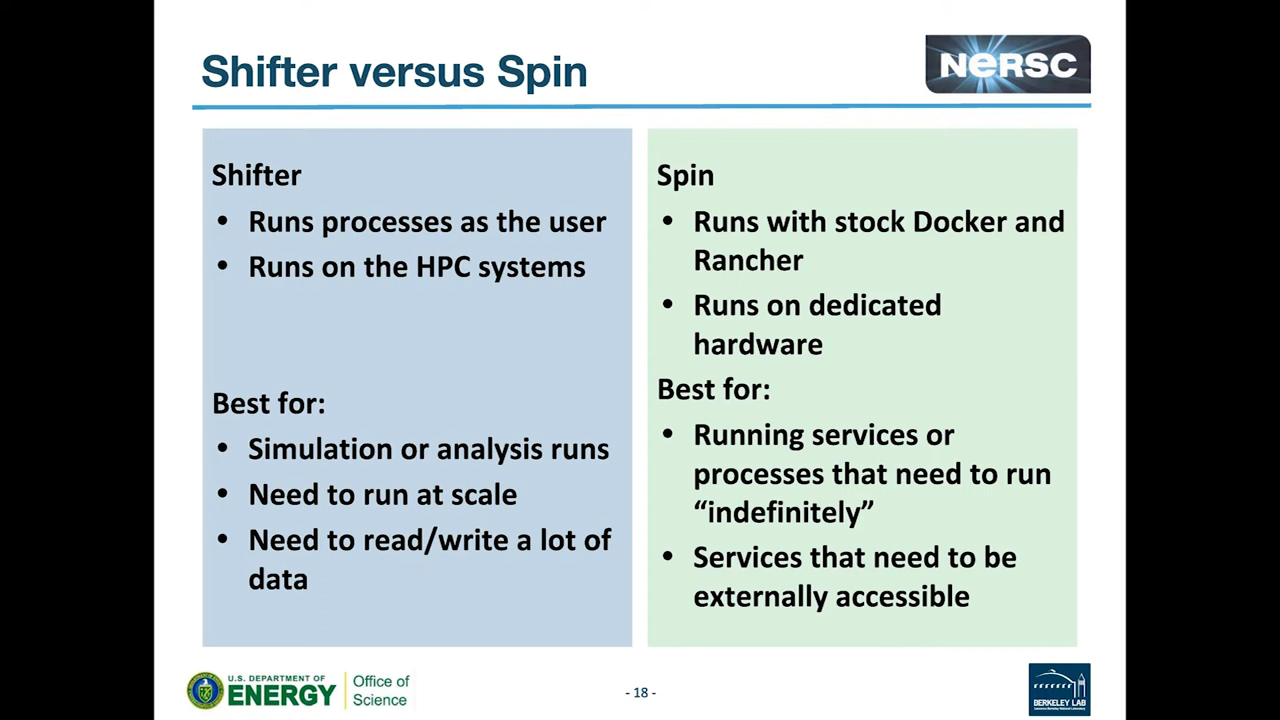 Shifter versus Spin
NERSC
Shifter
• Runs processes as the user
• Runs on the HPC systems
Best for:
• Simulation or analysis runs
• Need to run at scale
• Need to read/write a lot of
data
Spin
• Runs with stock Docker and
Rancher
• Runs on dedicated
hardware
Best for:
• Running services or
processes that need to run
“indefinitely”
• Services that need to be
externally accessible
U.S. DEPARTMENT OF
ENERGY
Office of
Science
- 18 -
BERKELEY LAB